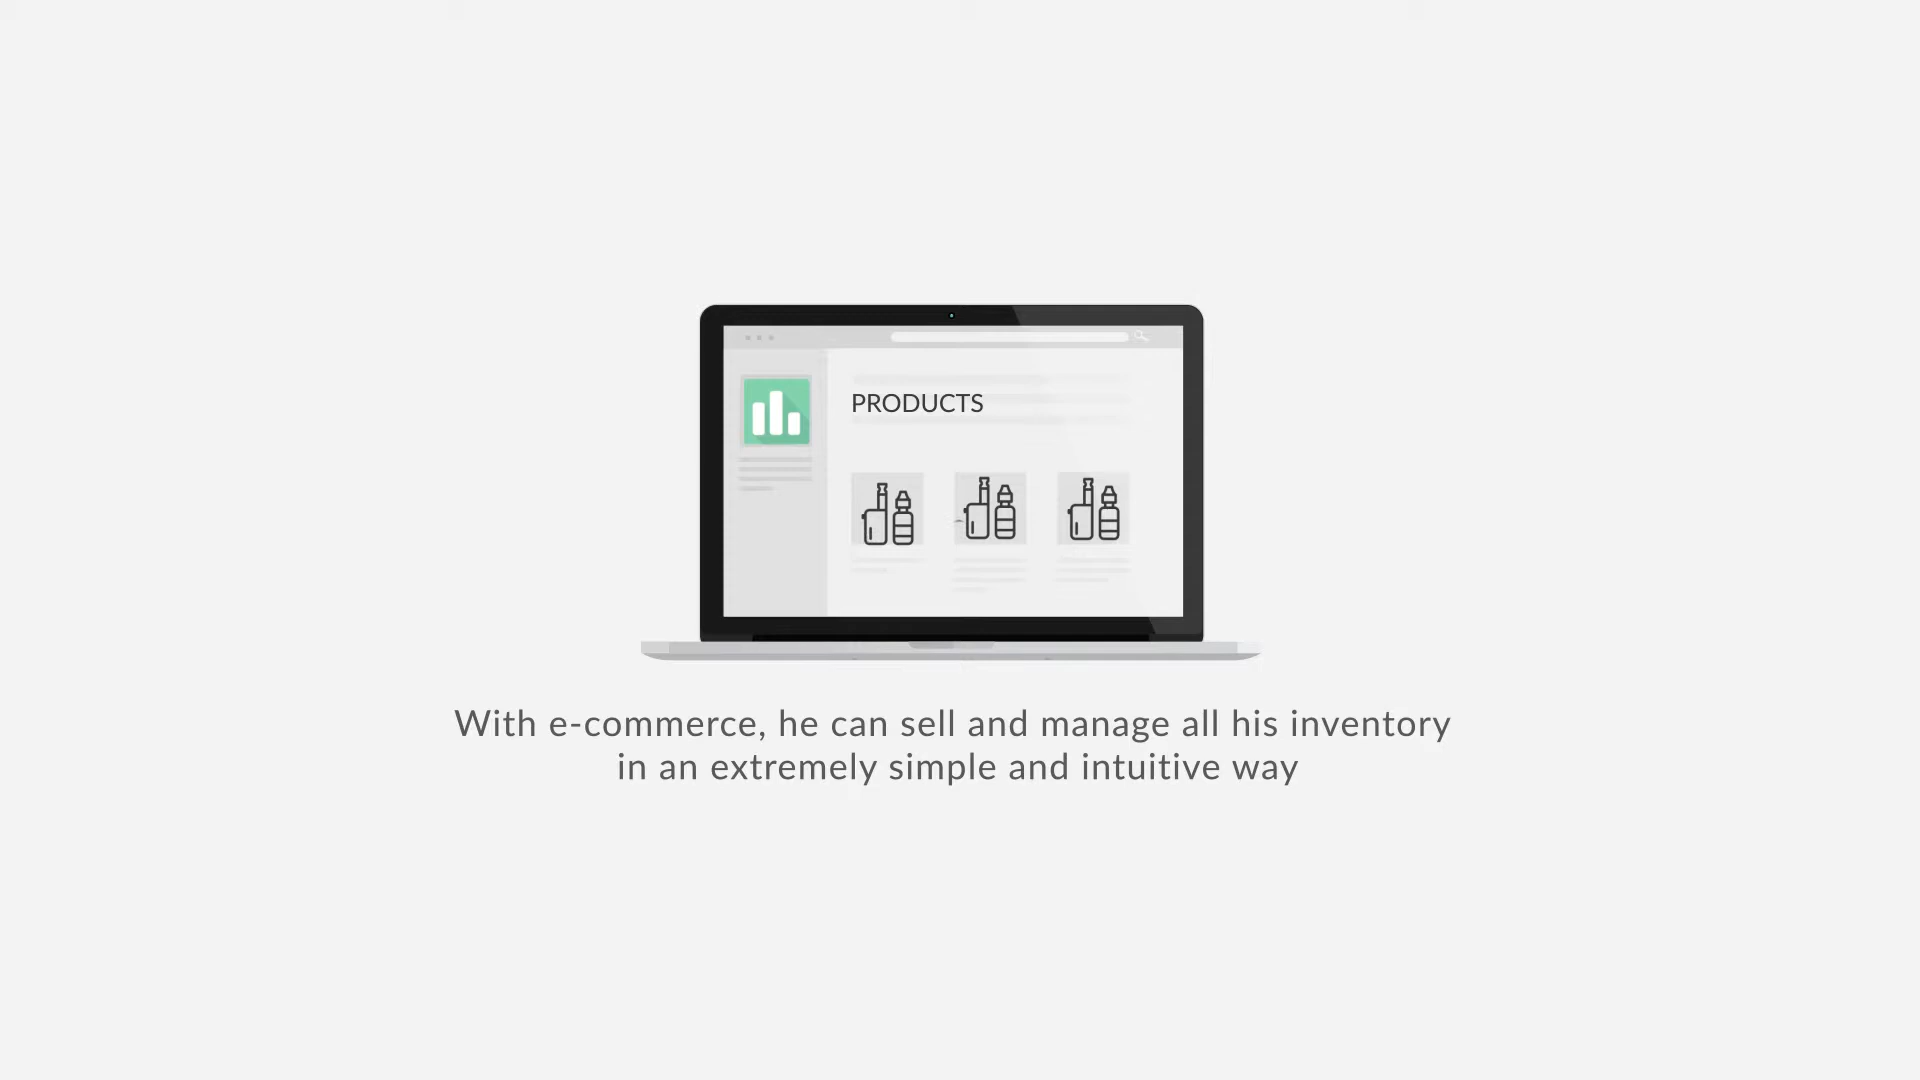 PRODUCTS
With e-commerce, he can sell and manage all his inventory
in an extremely simple and intuitive way